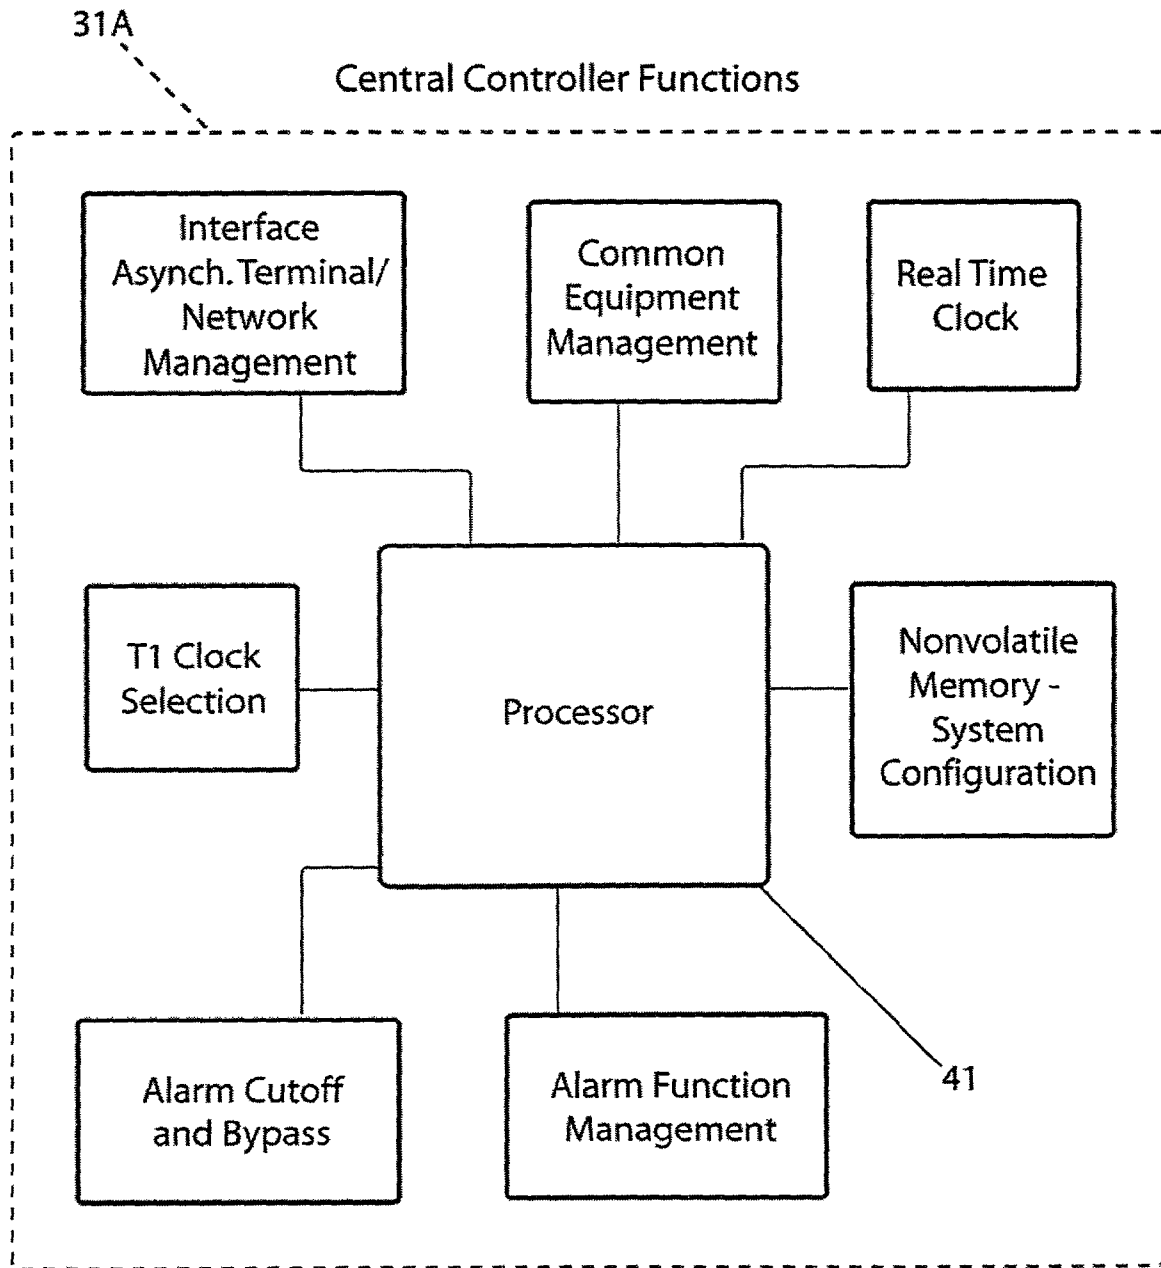 31A
Central Controller Functions
Interface
Asynch. Terminal/
Network
Management
Common
Equipment
Management
Real Time
Clock
T1 Clock
Selection
Processor
Nonvolatile
Memory -
System
Configuration
Alarm Cutoff
and Bypass
Alarm Function
Management
41